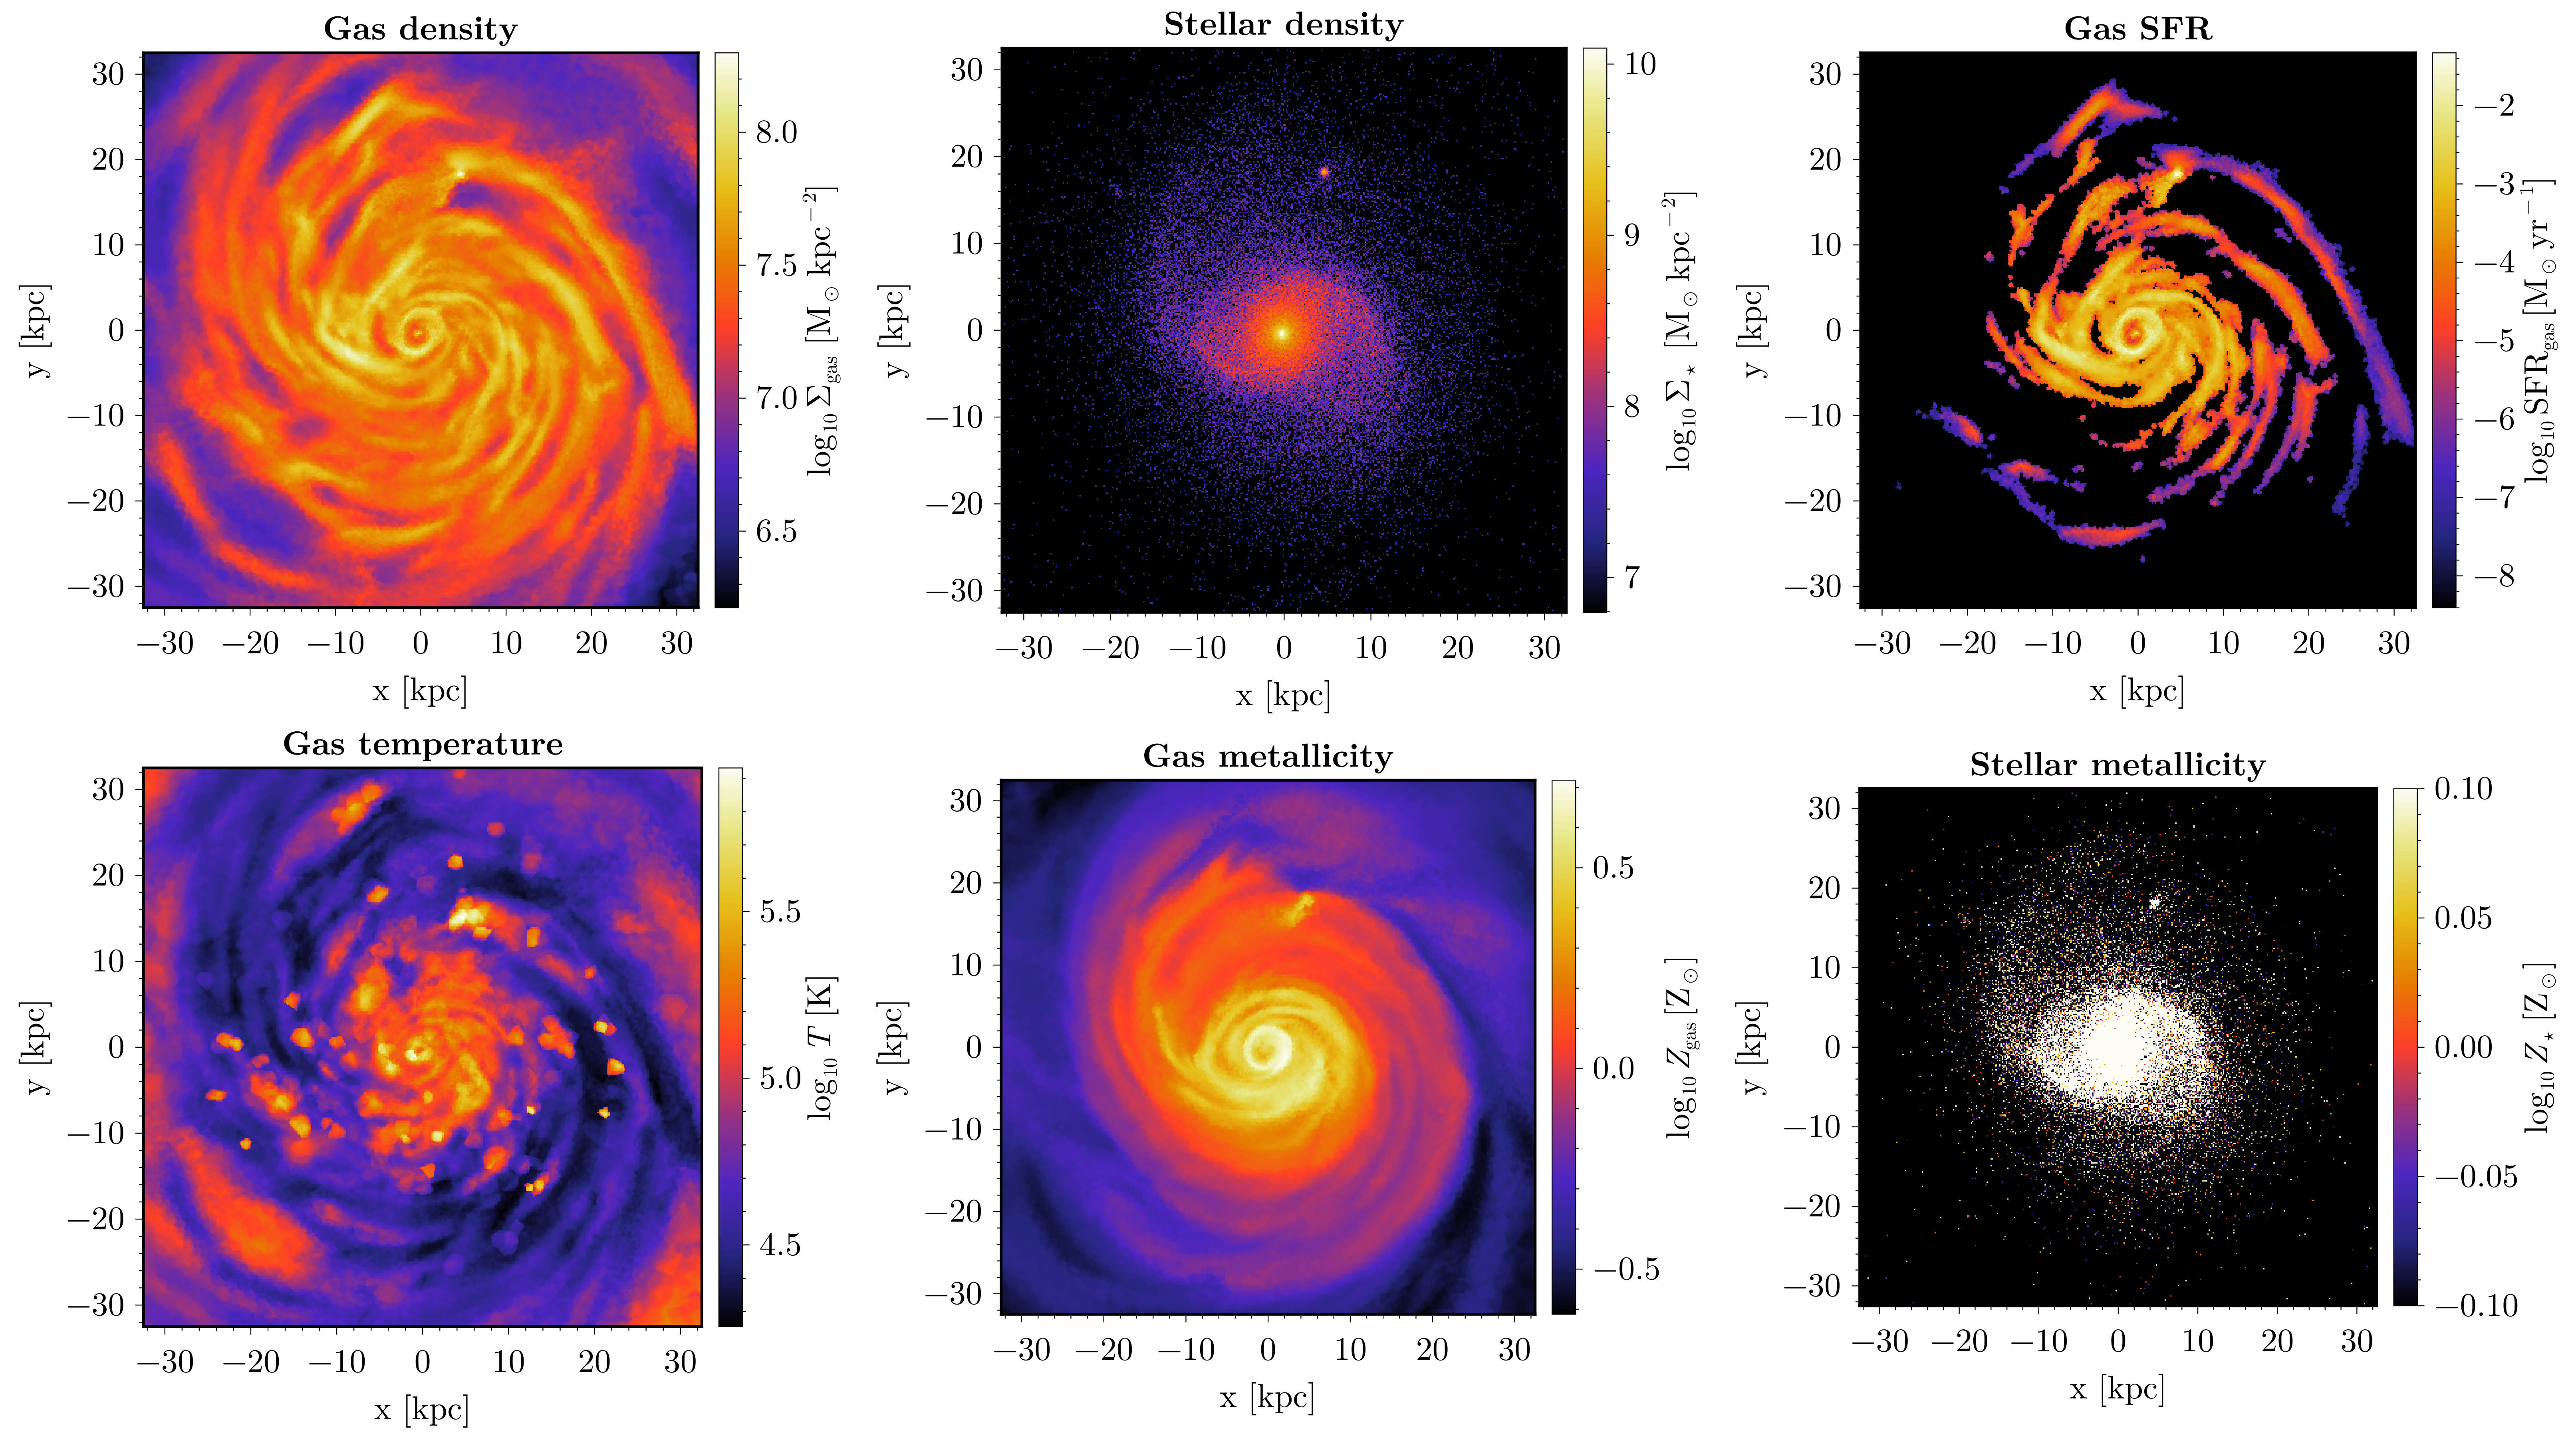 Gas density
30
20
10
0
−10
−20
−30
y [kpc]
−30 −20 −10 0 10 20 30
x [kpc]
8.0
7.5
7.0
6.5
log₁₀ Σgas [M⊙ kpc⁻²]
Stellar density
30
20
10
0
−10
−20
−30
y [kpc]
−30 −20 −10 0 10 20 30
x [kpc]
10
9
8
7
log₁₀ Σ⋆ [M⊙ kpc⁻²]
Gas SFR
30
20
10
0
−10
−20
−30
y [kpc]
−30 −20 −10 0 10 20 30
x [kpc]
−2
−3
−4
−5
−6
−7
−8
log₁₀ SFRgas [M⊙ yr⁻¹]
Gas temperature
30
20
10
0
−10
−20
−30
y [kpc]
−30 −20 −10 0 10 20 30
x [kpc]
5.5
5.0
4.5
log₁₀ T [K]
Gas metallicity
30
20
10
0
−10
−20
−30
y [kpc]
−30 −20 −10 0 10 20 30
x [kpc]
0.5
0.0
−0.5
log₁₀ Zgas [Z⊙]
Stellar metallicity
30
20
10
0
−10
−20
−30
y [kpc]
−30 −20 −10 0 10 20 30
x [kpc]
0.10
0.05
0.00
−0.05
−0.10
log₁₀ Z⋆ [Z⊙]